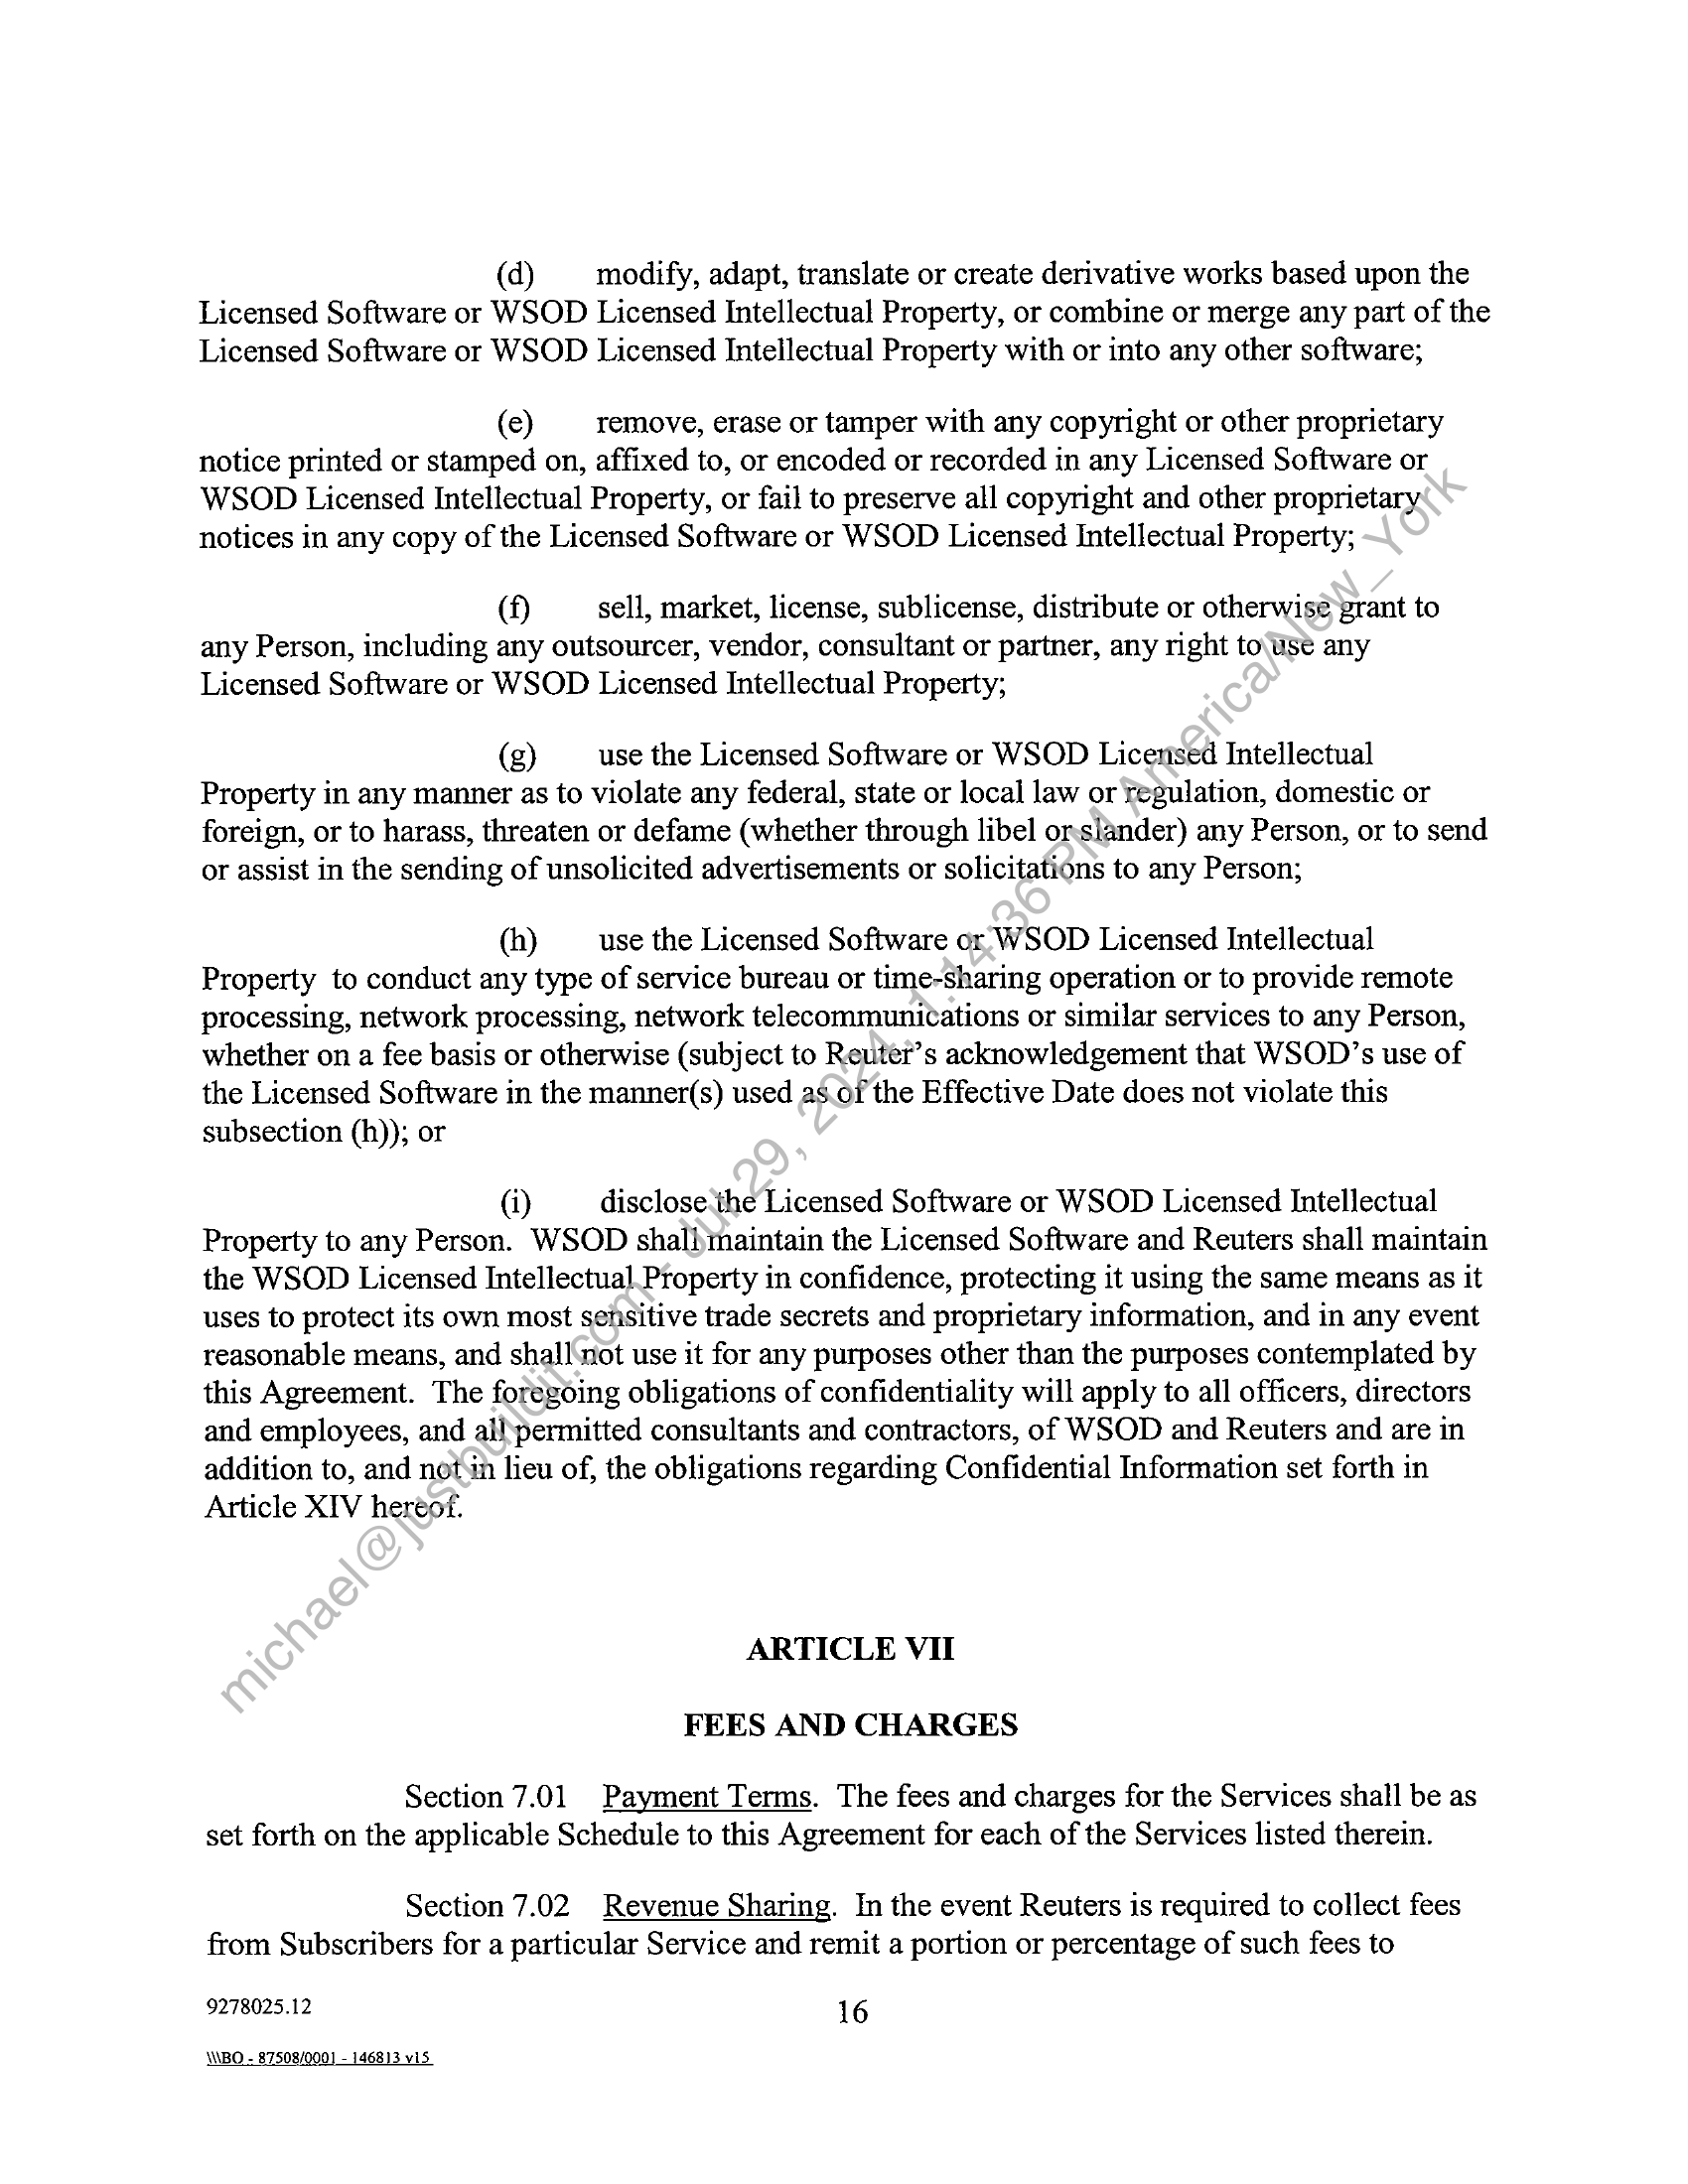 (d) modify, adapt, translate or create derivative works based upon the
Licensed Software or WSOD Licensed Intellectual Property, or combine or merge any part of the
Licensed Software or WSOD Licensed Intellectual Property with or into any other software;
(e) remove, erase or tamper with any copyright or other proprietary
notice printed or stamped on, affixed to, or encoded or recorded in any Licensed Software or
WSOD Licensed Intellectual Property, or fail to preserve all copyright and other proprietary
notices in any copy of the Licensed Software or WSOD Licensed Intellectual Property;
(f) sell, market, license, sublicense, distribute or otherwise grant to
any Person, including any outsourcer, vendor, consultant or partner, any right to use any
Licensed Software or WSOD Licensed Intellectual Property;
(g) use the Licensed Software or WSOD Licensed Intellectual
Property in any manner as to violate any federal, state or local law or regulation, domestic or
foreign, or to harass, threaten or defame (whether through libel or slander) any Person, or to send
or assist in the sending of unsolicited advertisements or solicitations to any Person;
(h) use the Licensed Software or WSOD Licensed Intellectual
Property to conduct any type of service bureau or time-sharing operation or to provide remote
processing, network processing, network telecommunications or similar services to any Person,
whether on a fee basis or otherwise (subject to Reuter's acknowledgement that WSOD's use of
the Licensed Software in the manner(s) used as of the Effective Date does not violate this
subsection (h)); or
(i) disclose the Licensed Software or WSOD Licensed Intellectual
Property to any Person. WSOD shall maintain the Licensed Software and Reuters shall maintain
the WSOD Licensed Intellectual Property in confidence, protecting it using the same means as it
uses to protect its own most sensitive trade secrets and proprietary information, and in any event
reasonable means, and shall not use it for any purposes other than the purposes contemplated by
this Agreement. The foregoing obligations of confidentiality will apply to all officers, directors
and employees, and all permitted consultants and contractors, of WSOD and Reuters and are in
addition to, and not in lieu of, the obligations regarding Confidential Information set forth in
Article XIV hereof.
ARTICLE VII
FEES AND CHARGES
Section 7.01 Payment Terms. The fees and charges for the Services shall be as
set forth on the applicable Schedule to this Agreement for each of the Services listed therein.
Section 7.02 Revenue Sharing. In the event Reuters is required to collect fees
from Subscribers for a particular Service and remit a portion or percentage of such fees to
9278025.12
16
\\\BO - 87508/0001 - 146813 v15
michael@justbuildit.com - Jul 29, 2024, 1:14:36 PM America/New_York